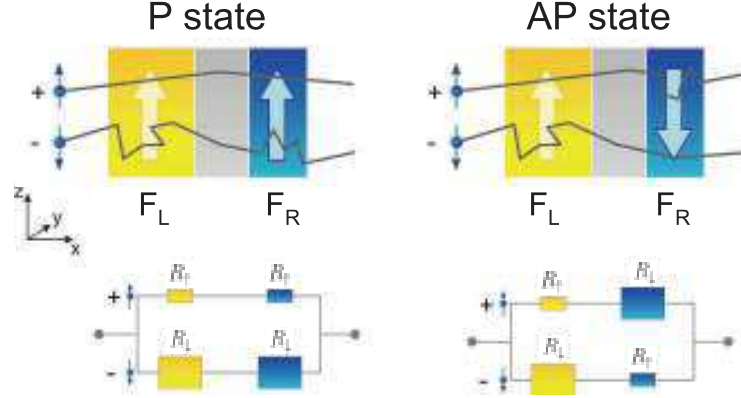 P state
AP state
+
-
+
-
F_L
F_R
F_L
F_R
z
y
x
R↑
R↑
+
R↓
R↓
-
R↑
R↓
+
R↓
R↑
-